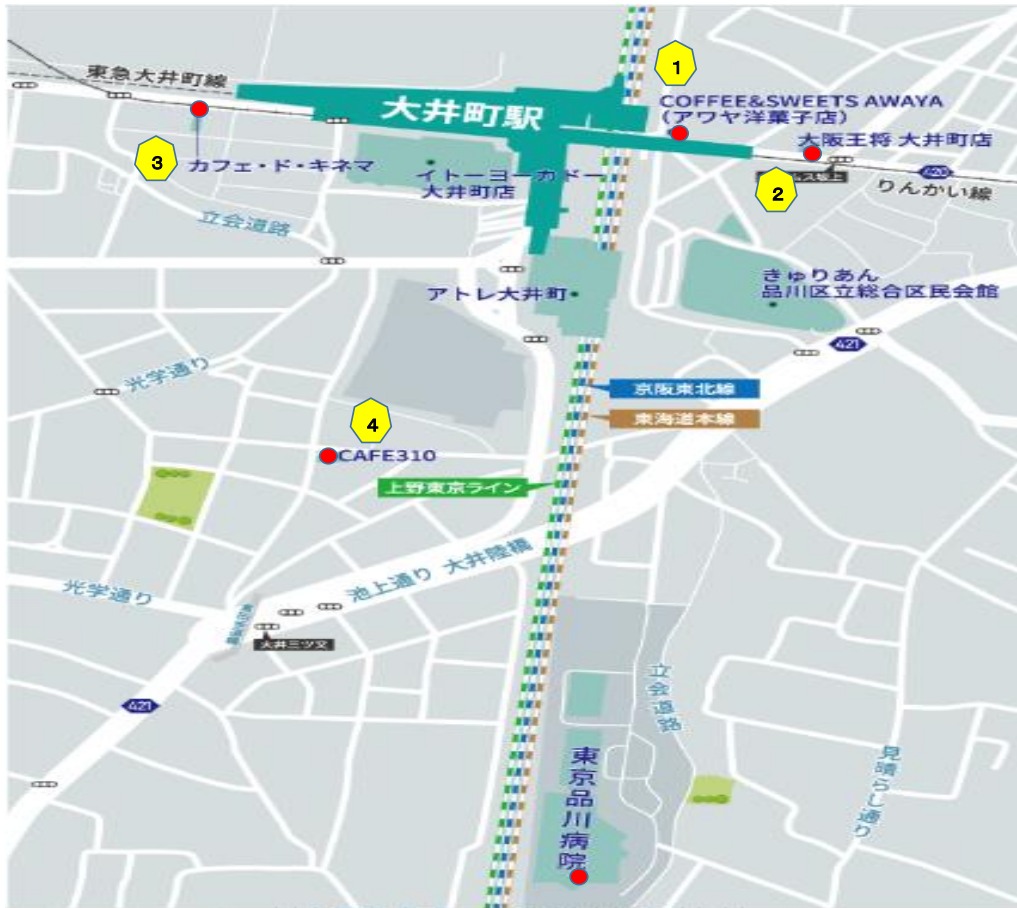 1
東急大井町線
大井町駅
COFFEE&SWEETS AWAYA
(アワヤ洋菓子店)
大阪王将 大井町店
3
カフェ・ド・キネマ
イトーヨーカドー
大井町店
2
ス坂上
420
りんかい線
立会道路
きゅりあん
品川区立総合区民会館
アトレ大井町
421
光学通り
京阪東北線
東海道本線
4
CAFE310
上野東京ライン
池上通り 大井陸橋
光学通り
大井三ツ又
421
立会道路
東京品川病院
見晴らし通り